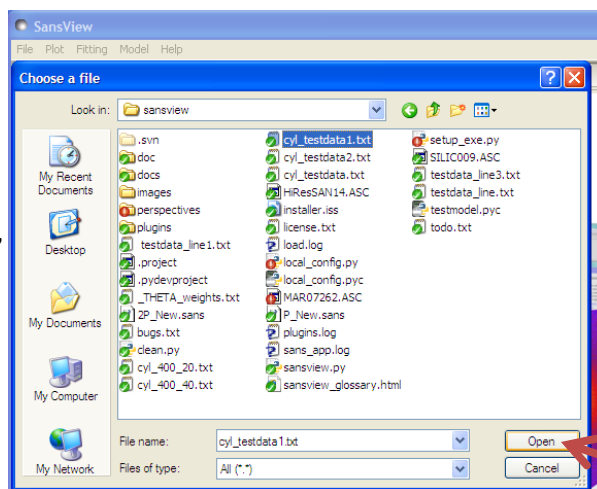 SansView
File Plot Fitting Model Help
Choose a file
Look in: sansview
My Recent
Documents
Desktop
My Documents
My Computer
My Network
.svn
doc
docs
images
perspectives
plugins
testdata_line1.txt
.project
.pydevproject
_THETA_weights.txt
2P_New.sans
bugs.txt
clean.py
cyl_400_20.txt
cyl_400_40.txt
cyl_testdata1.txt
cyl_testdata2.txt
cyl_testdata.txt
HiResSAN14.ASC
installer.iss
license.txt
load.log
local_config.py
local_config.pyc
MAR07262.ASC
P_New.sans
plugins.log
sans_app.log
sansview.py
sansview_glossary.html
setup_exe.py
SILIC009.ASC
testdata_line3.txt
testdata_line.txt
testmodel.pyc
todo.txt
File name: cyl_testdata1.txt Open
Files of type: All (*.*) Cancel